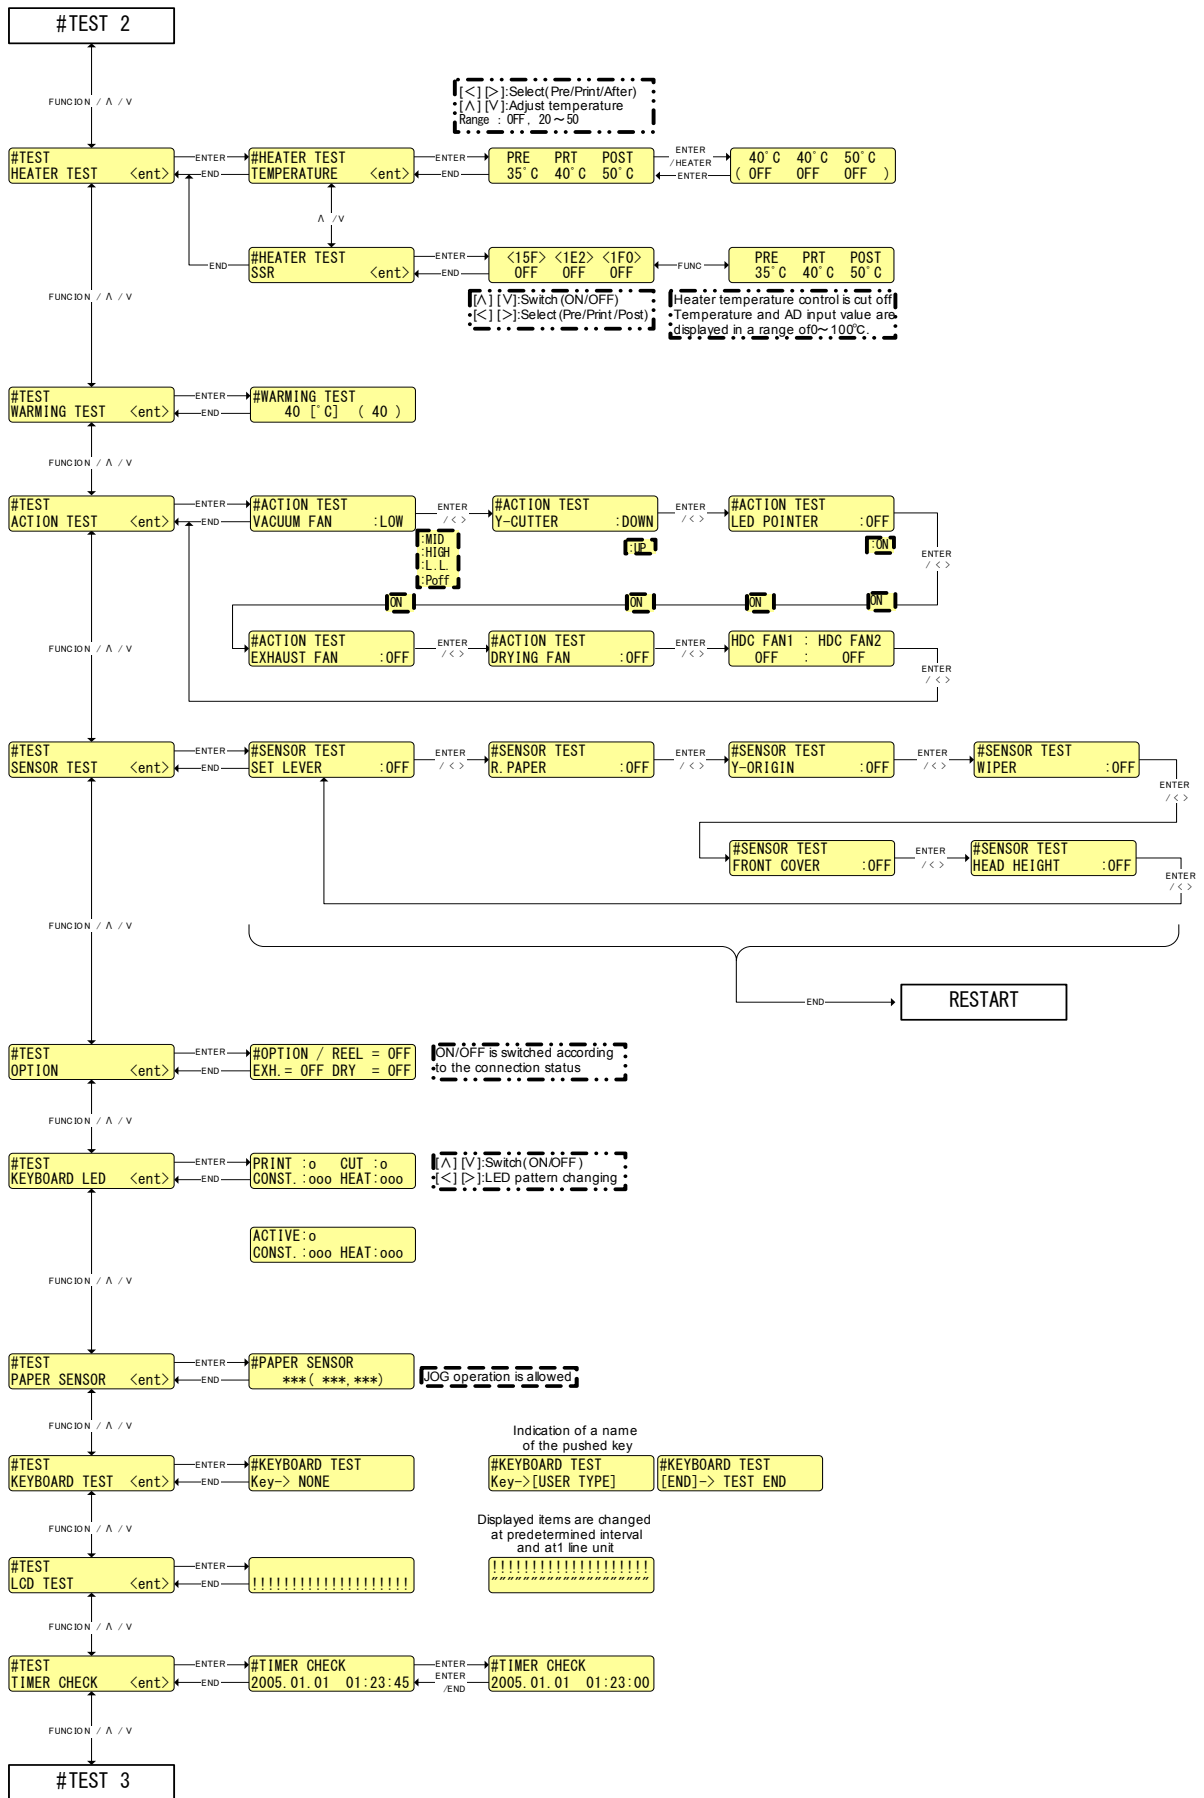 #TEST 2
FUNCION / Λ / V
[<] [>]:Select(Pre/Print/After)
[Λ] [V]:Adjust temperature
Range : OFF, 20~50
#TEST
HEATER TEST <ent>
ENTER
END
#HEATER TEST
TEMPERATURE <ent>
ENTER
END
PRE PRT POST
35°C 40°C 50°C
ENTER
/HEATER
ENTER
40°C 40°C 50°C
( OFF OFF OFF )
Λ /V
END
#HEATER TEST
SSR <ent>
ENTER
END
<15F> <1E2> <1F0>
OFF OFF OFF
FUNC
PRE PRT POST
35°C 40°C 50°C
FUNCION / Λ / V
[Λ] [V]:Switch(ON/OFF)
[<] [>]:Select(Pre/Print/Post)
Heater temperature control is cut off
Temperature and AD input value are
displayed in a range of0~100°C.
#TEST
WARMING TEST <ent>
ENTER
END
#WARMING TEST
40 [°C] ( 40 )
FUNCION / Λ / V
#TEST
ACTION TEST <ent>
ENTER
END
#ACTION TEST
VACUUM FAN :LOW
ENTER
/< >
#ACTION TEST
Y-CUTTER :DOWN
ENTER
/< >
#ACTION TEST
LED POINTER :OFF
:MID
:HIGH
:L.L.
:Poff
:UP
:ON
ENTER
/< >
ON
ON
ON
ON
FUNCION / Λ / V
#ACTION TEST
EXHAUST FAN :OFF
ENTER
/< >
#ACTION TEST
DRYING FAN :OFF
ENTER
/< >
HDC FAN1 : HDC FAN2
OFF : OFF
ENTER
/< >
#TEST
SENSOR TEST <ent>
ENTER
END
#SENSOR TEST
SET LEVER :OFF
ENTER
/< >
#SENSOR TEST
R.PAPER :OFF
ENTER
/< >
#SENSOR TEST
Y-ORIGIN :OFF
ENTER
/< >
#SENSOR TEST
WIPER :OFF
ENTER
/< >
#SENSOR TEST
FRONT COVER :OFF
ENTER
/< >
#SENSOR TEST
HEAD HEIGHT :OFF
ENTER
/< >
FUNCION / Λ / V
END
RESTART
#TEST
OPTION <ent>
ENTER
END
#OPTION / REEL = OFF
EXH.= OFF DRY = OFF
ON/OFF is switched according
to the connection status
FUNCION / Λ / V
#TEST
KEYBOARD LED <ent>
ENTER
END
PRINT :o CUT :o
CONST.:ooo HEAT:ooo
[Λ] [V]:Switch(ON/OFF)
[<] [>]:LED pattern changing
ACTIVE:o
CONST.:ooo HEAT:ooo
FUNCION / Λ / V
#TEST
PAPER SENSOR <ent>
ENTER
END
#PAPER SENSOR
***( ***,***)
JOG operation is allowed
FUNCION / Λ / V
Indication of a name
of the pushed key
#TEST
KEYBOARD TEST <ent>
ENTER
END
#KEYBOARD TEST
Key-> NONE
#KEYBOARD TEST
Key->[USER TYPE]
#KEYBOARD TEST
[END]-> TEST END
FUNCION / Λ / V
Displayed items are changed
at predetermined interval
and at1 line unit
#TEST
LCD TEST <ent>
ENTER
END
!!!!!!!!!!!!!!!!!!!!
!!!!!!!!!!!!!!!!!!!!
""""""""""""""""""""
FUNCION / Λ / V
#TEST
TIMER CHECK <ent>
ENTER
END
#TIMER CHECK
2005.01.01 01:23:45
ENTER
ENTER
/END
#TIMER CHECK
2005.01.01 01:23:00
FUNCION / Λ / V
#TEST 3